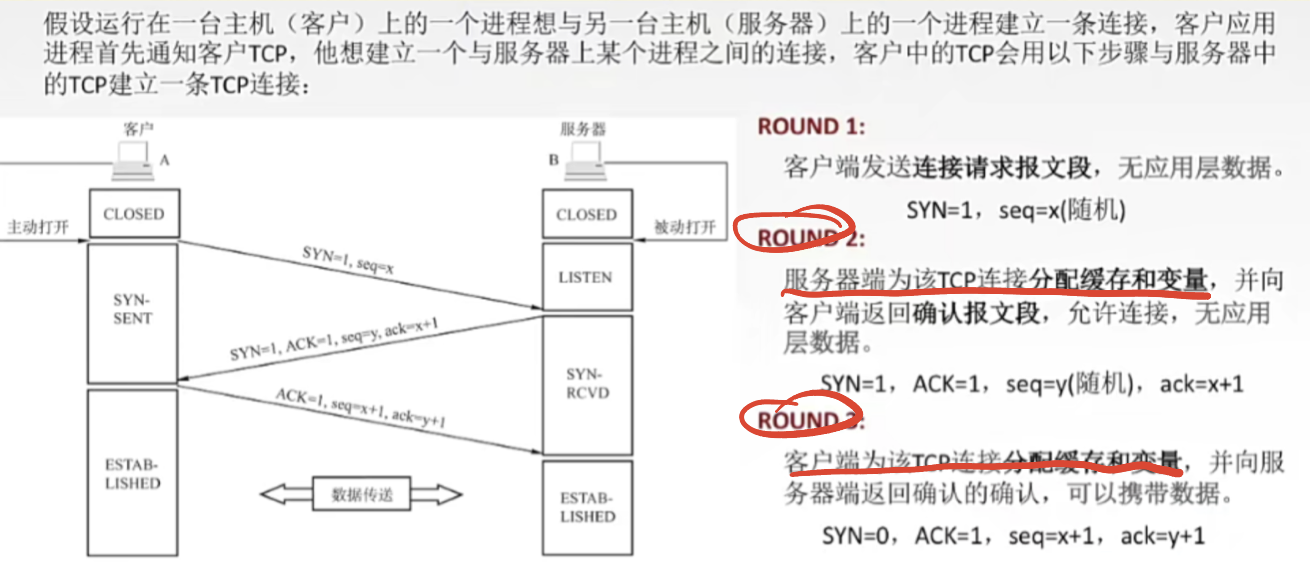 假设运行在一台主机（客户）上的一个进程想与另一台主机（服务器）上的一个进程建立一条连接，客户应用
进程首先通知客户TCP，他想建立一个与服务器上某个进程之间的连接，客户中的TCP会用以下步骤与服务器中
的TCP建立一条TCP连接：
客户
A
服务器
B
CLOSED
CLOSED
主动打开
被动打开
SYN=1, seq=x
LISTEN
SYN-
SENT
SYN=1, ACK=1, seq=y, ack=x+1
SYN-
RCVD
ACK=1, seq=x+1, ack=y+1
ESTAB-
LISHED
数据传送
ESTAB-
LISHED
ROUND 1:
客户端发送连接请求报文段，无应用层数据。
SYN=1，seq=x(随机)
ROUND 2:
服务器端为该TCP连接分配缓存和变量，并向
客户端返回确认报文段，允许连接，无应用
层数据。
SYN=1，ACK=1，seq=y(随机)，ack=x+1
ROUND 3:
客户端为该TCP连接分配缓存和变量，并向服
务器端返回确认的确认，可以携带数据。
SYN=0，ACK=1，seq=x+1，ack=y+1